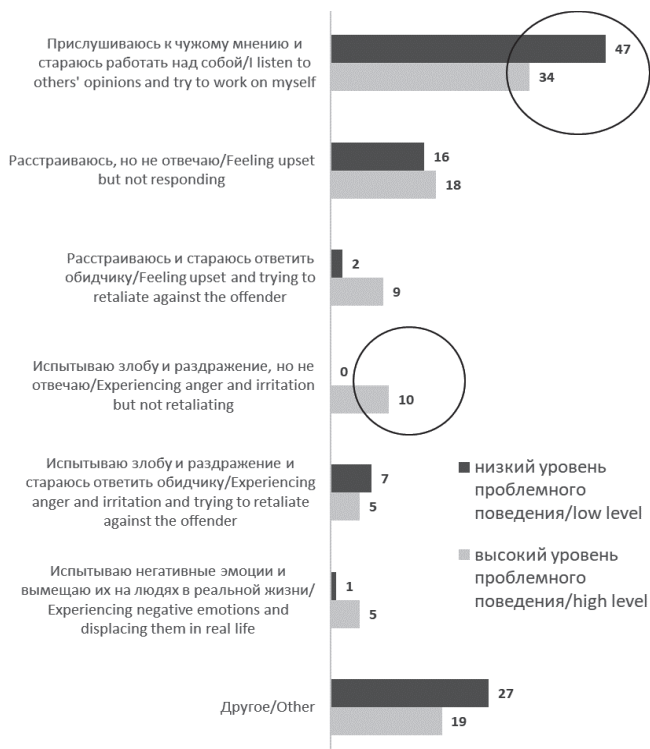 Прислушиваюсь к чужому мнению и
стараюсь работать над собой/I listen to
others' opinions and try to work on myself
47
34
Расстраиваюсь, но не отвечаю/Feeling upset
but not responding
16
18
Расстраиваюсь и стараюсь ответить
обидчику/Feeling upset and trying to
retaliate against the offender
2
9
Испытываю злобу и раздражение, но не
отвечаю/Experiencing anger and irritation
but not retaliating
0
10
Испытываю злобу и раздражение и
стараюсь ответить обидчику/Experiencing
anger and irritation and trying to retaliate
against the offender
7
5
низкий уровень
проблемного
поведения/low level
высокий уровень
проблемного
поведения/high level
Испытываю негативные эмоции и
вымещаю их на людях в реальной жизни/
Experiencing negative emotions and
displacing them in real life
1
5
Другое/Other
27
19